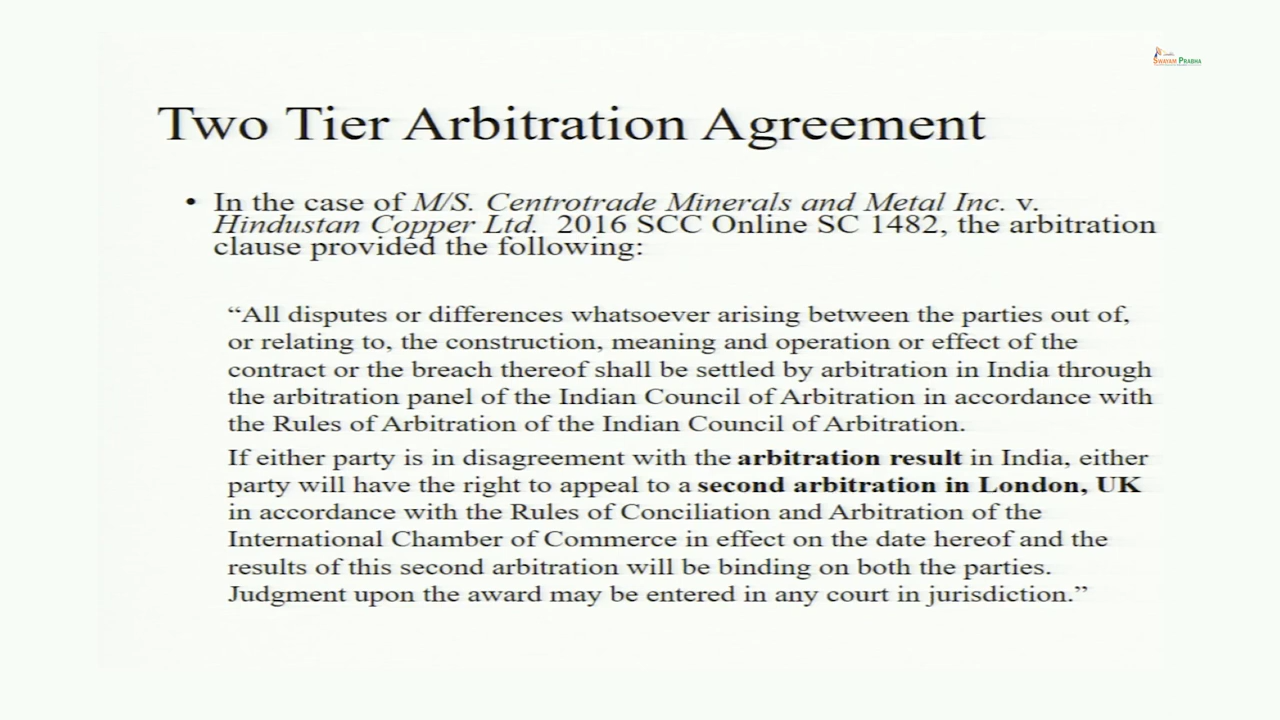 SWAYAM PRABHA
Two Tier Arbitration Agreement
• In the case of M/S. Centrotrade Minerals and Metal Inc. v.
Hindustan Copper Ltd. 2016 SCC Online SC 1482, the arbitration
clause provided the following:
“All disputes or differences whatsoever arising between the parties out of,
or relating to, the construction, meaning and operation or effect of the
contract or the breach thereof shall be settled by arbitration in India through
the arbitration panel of the Indian Council of Arbitration in accordance with
the Rules of Arbitration of the Indian Council of Arbitration.
If either party is in disagreement with the arbitration result in India, either
party will have the right to appeal to a second arbitration in London, UK
in accordance with the Rules of Conciliation and Arbitration of the
International Chamber of Commerce in effect on the date hereof and the
results of this second arbitration will be binding on both the parties.
Judgment upon the award may be entered in any court in jurisdiction.”